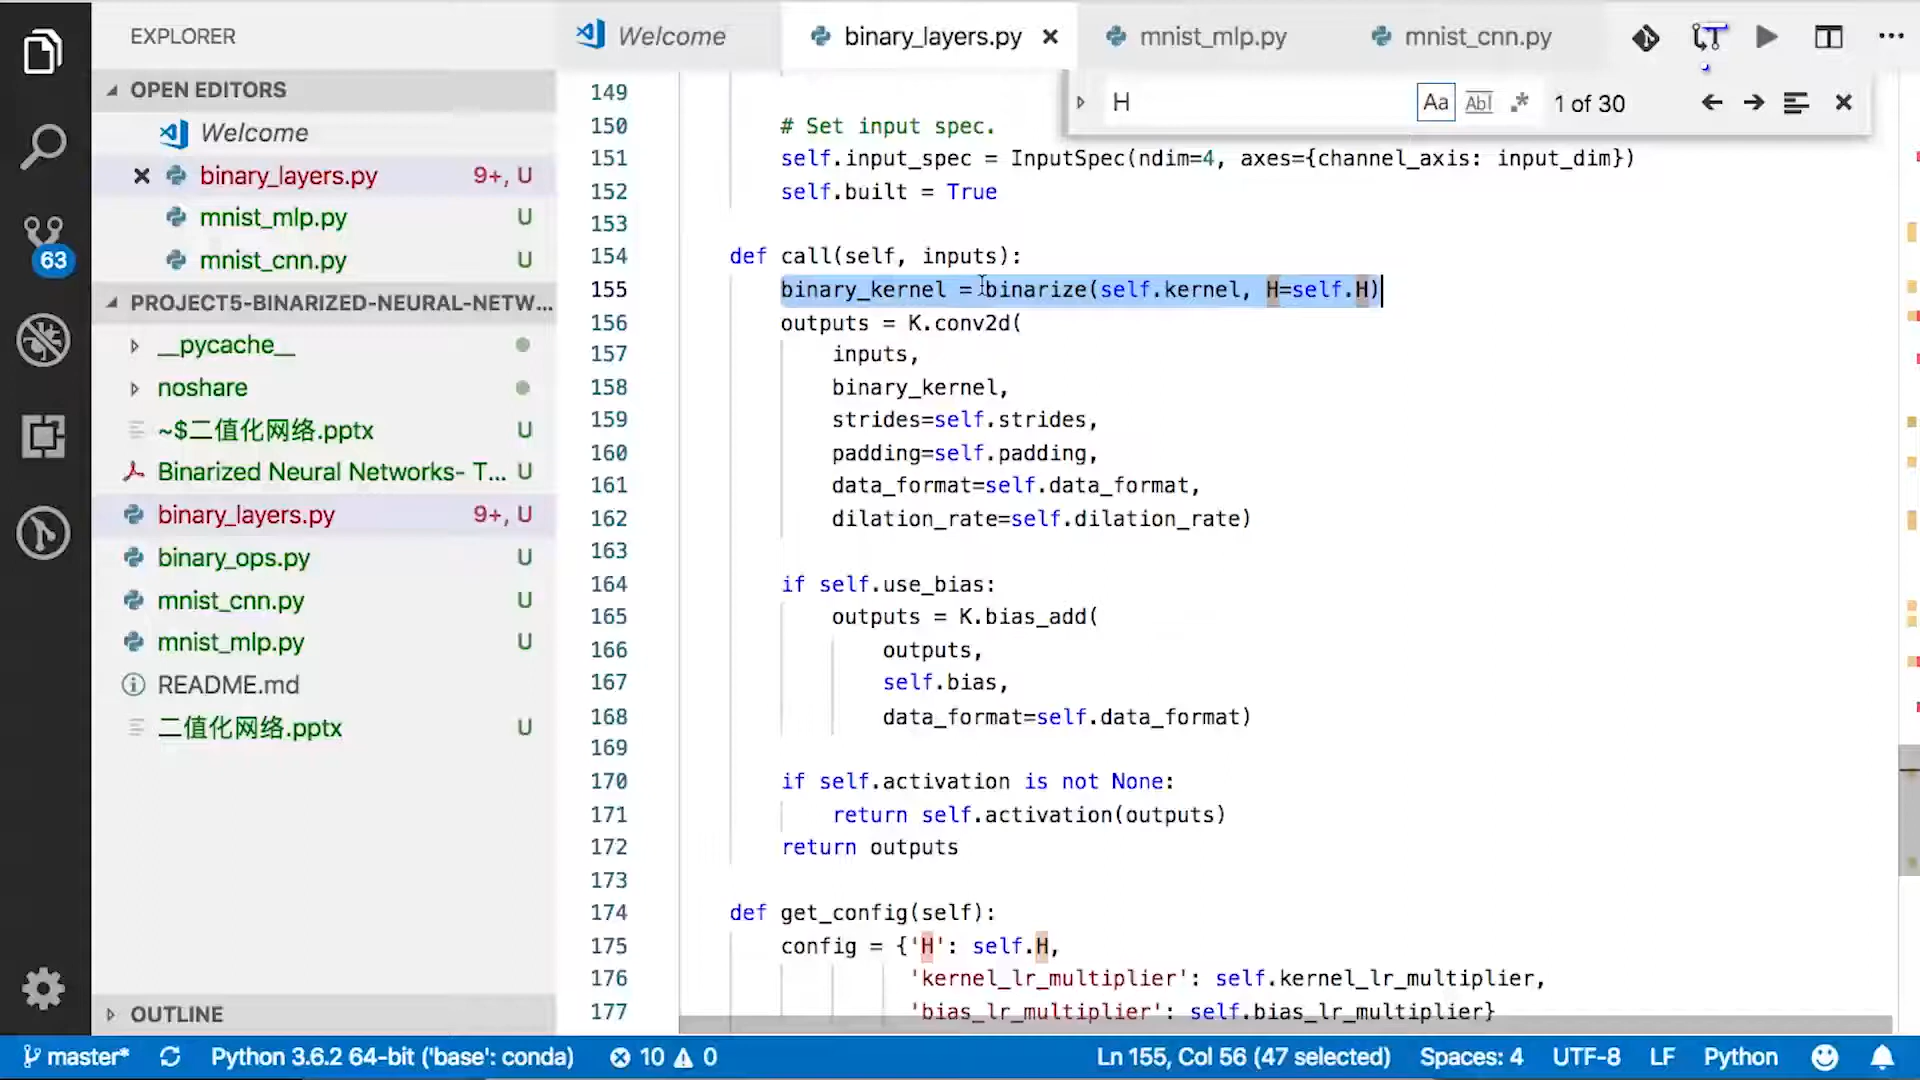 EXPLORER
OPEN EDITORS
Welcome
binary_layers.py 9+, U
mnist_mlp.py U
mnist_cnn.py U
PROJECT5-BINARIZED-NEURAL-NETW...
__pycache__
noshare
~$二值化网络.pptx U
Binarized Neural Networks- T... U
binary_layers.py 9+, U
binary_ops.py U
mnist_cnn.py U
mnist_mlp.py U
README.md
二值化网络.pptx U
OUTLINE
63
Welcome binary_layers.py mnist_mlp.py mnist_cnn.py
H Aa Abl .* 1 of 30
149
150 # Set input spec.
151 self.input_spec = InputSpec(ndim=4, axes={channel_axis: input_dim})
152 self.built = True
153
154 def call(self, inputs):
155 binary_kernel = binarize(self.kernel, H=self.H)
156 outputs = K.conv2d(
157 inputs,
158 binary_kernel,
159 strides=self.strides,
160 padding=self.padding,
161 data_format=self.data_format,
162 dilation_rate=self.dilation_rate)
163
164 if self.use_bias:
165 outputs = K.bias_add(
166 outputs,
167 self.bias,
168 data_format=self.data_format)
169
170 if self.activation is not None:
171 return self.activation(outputs)
172 return outputs
173
174 def get_config(self):
175 config = {'H': self.H,
176 'kernel_lr_multiplier': self.kernel_lr_multiplier,
177 'bias_lr_multiplier': self.bias_lr_multiplier}
master* Python 3.6.2 64-bit ('base': conda) 10 0 Ln 155, Col 56 (47 selected) Spaces: 4 UTF-8 LF Python